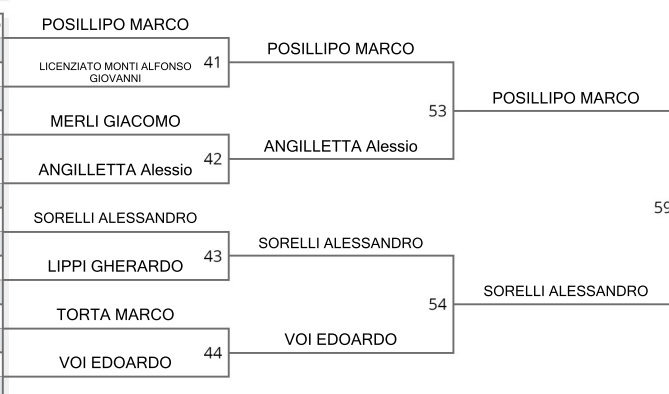 POSILLIPO MARCO
LICENZIATO MONTI ALFONSO
GIOVANNI
41
POSILLIPO MARCO
MERLI GIACOMO
ANGILLETTA Alessio
42
ANGILLETTA Alessio
53
POSILLIPO MARCO
SORELLI ALESSANDRO
LIPPI GHERARDO
43
SORELLI ALESSANDRO
TORTA MARCO
VOI EDOARDO
44
VOI EDOARDO
54
SORELLI ALESSANDRO
59